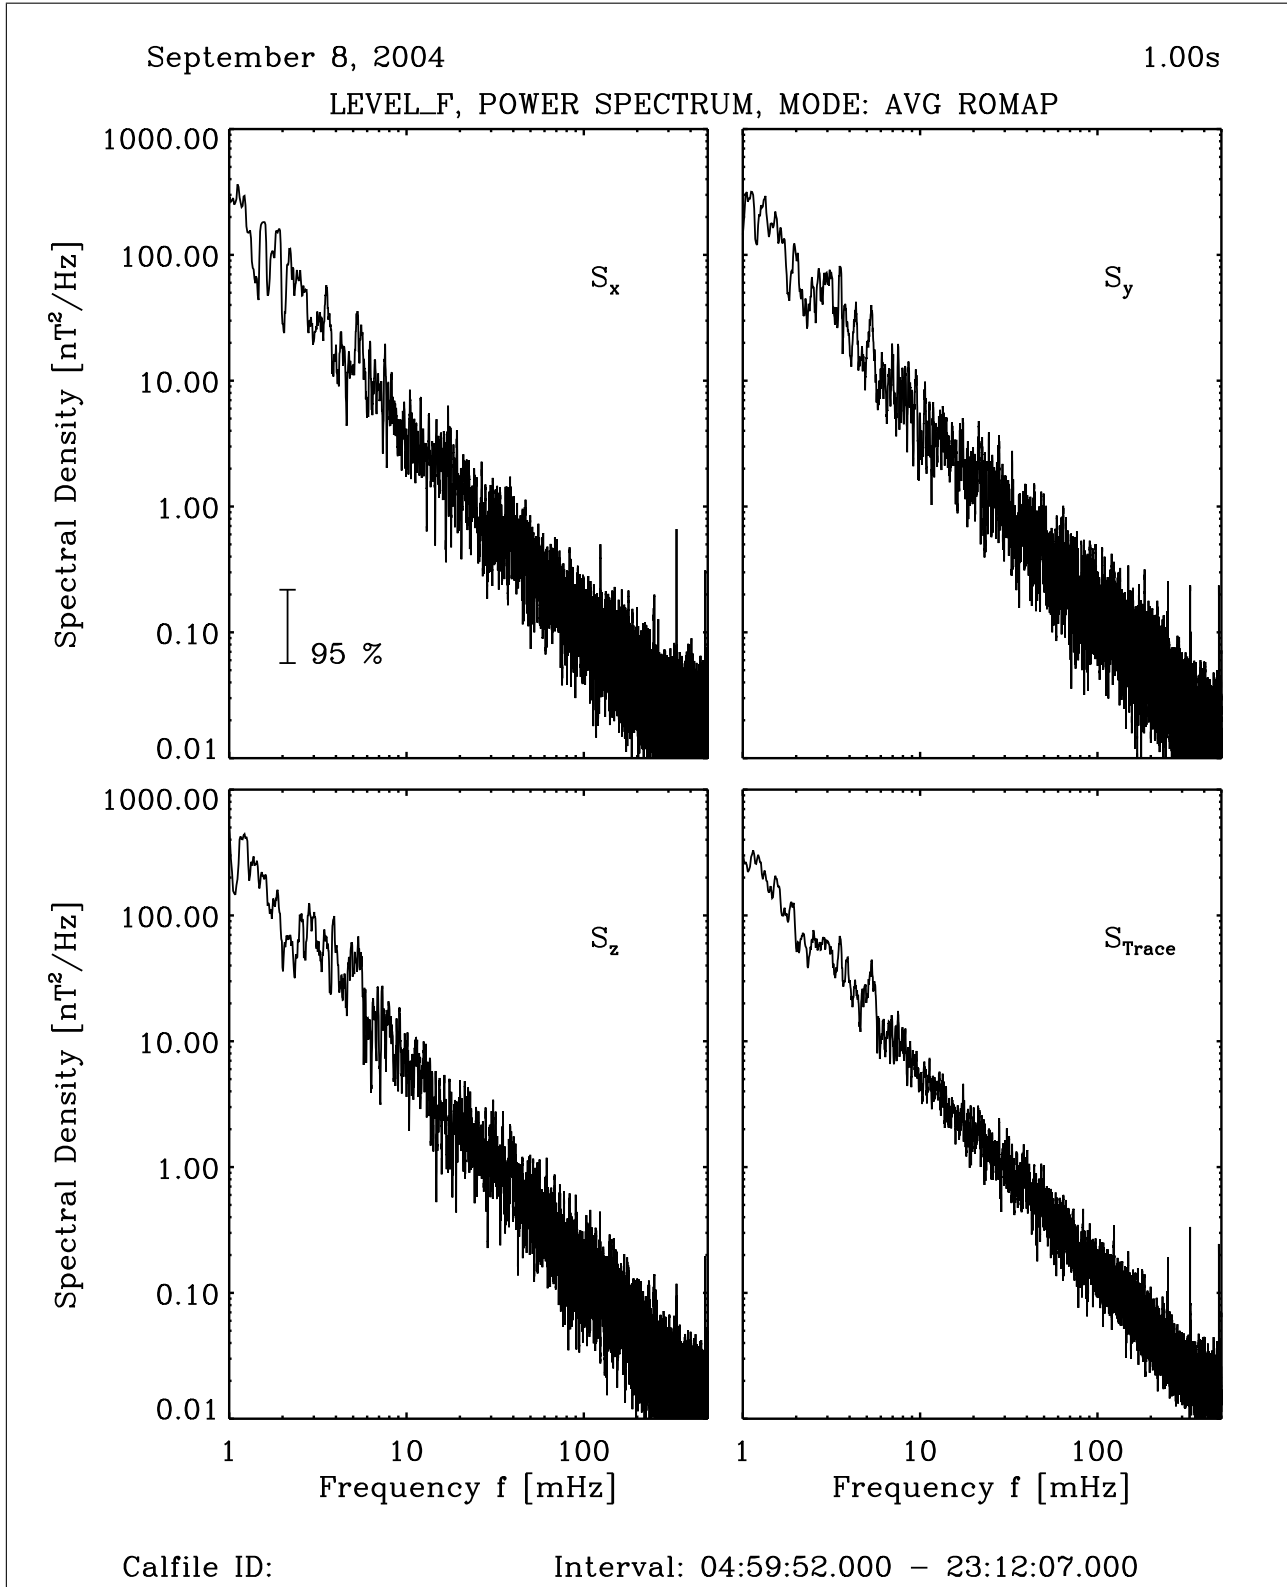 September 8, 2004 1.00s
LEVEL_F, POWER SPECTRUM, MODE: AVG ROMAP
1000.00
100.00
10.00
1.00
0.10
0.01
Spectral Density [nT²/Hz]
Sx
95 %
Sy
1000.00
100.00
10.00
1.00
0.10
0.01
Spectral Density [nT²/Hz]
Sz
STrace
1 10 100 1 10 100
Frequency f [mHz] Frequency f [mHz]
Calfile ID: Interval: 04:59:52.000 – 23:12:07.000